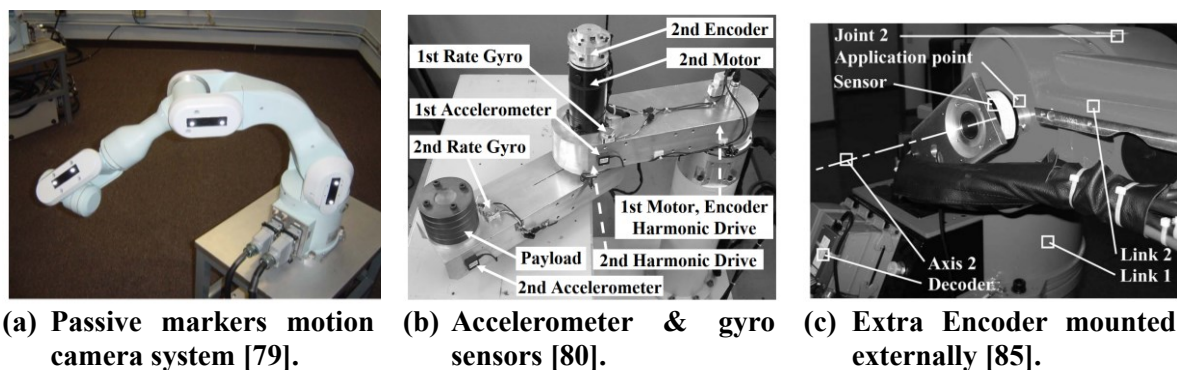 2nd Encoder
1st Rate Gyro
2nd Motor
1st Accelerometer
2nd Rate Gyro
1st Motor, Encoder
Harmonic Drive
Payload
2nd Harmonic Drive
2nd Accelerometer
Joint 2
Application point
Sensor
Axis 2
Decoder
Link 2
Link 1
(a) Passive markers motion
camera system [79].
(b) Accelerometer & gyro
sensors [80].
(c) Extra Encoder mounted
externally [85].